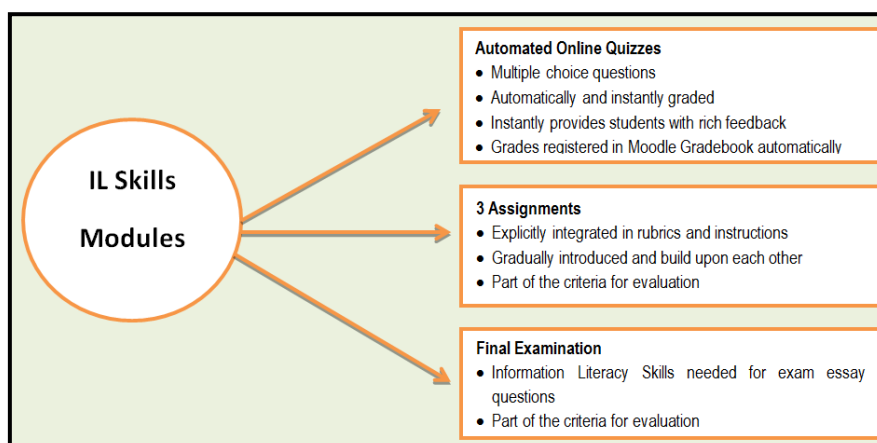 IL Skills
Modules
Automated Online Quizzes
• Multiple choice questions
• Automatically and instantly graded
• Instantly provides students with rich feedback
• Grades registered in Moodle Gradebook automatically
3 Assignments
• Explicitly integrated in rubrics and instructions
• Gradually introduced and build upon each other
• Part of the criteria for evaluation
Final Examination
• Information Literacy Skills needed for exam essay
questions
• Part of the criteria for evaluation